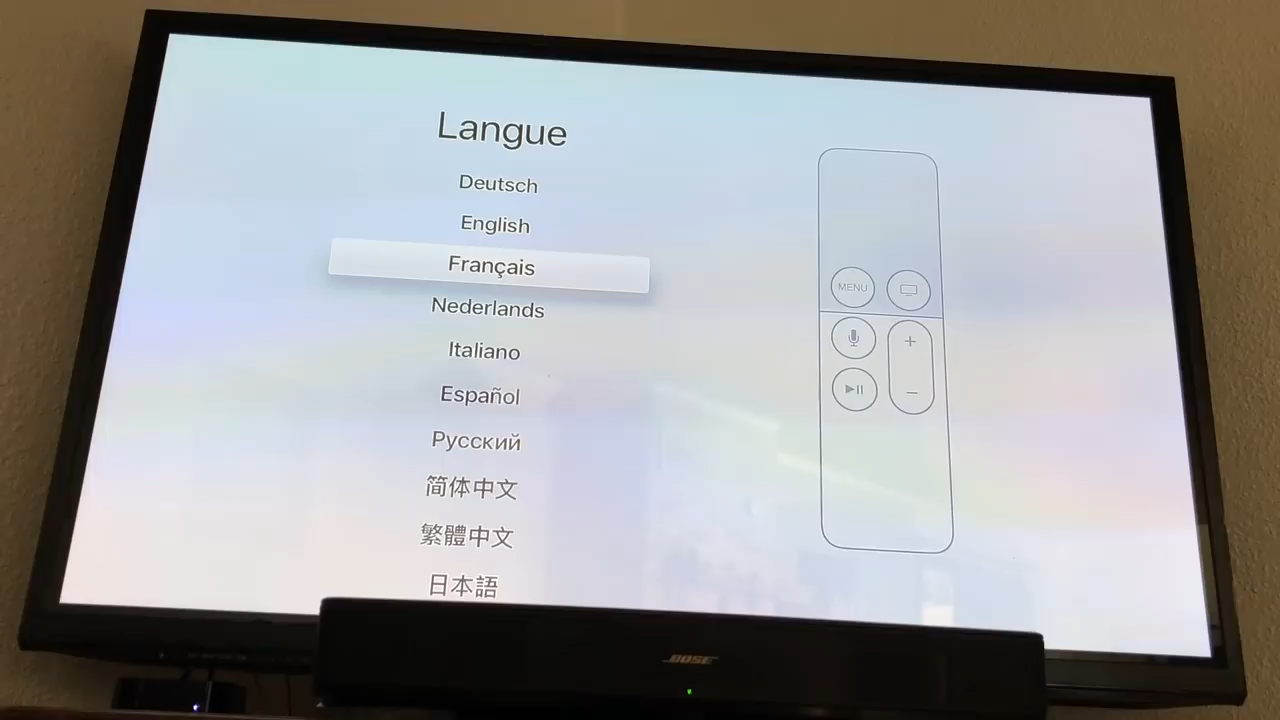 Langue
Deutsch
English
Français
Nederlands
Italiano
Español
Русский
简体中文
繁體中文
日本語
MENU
BOSE